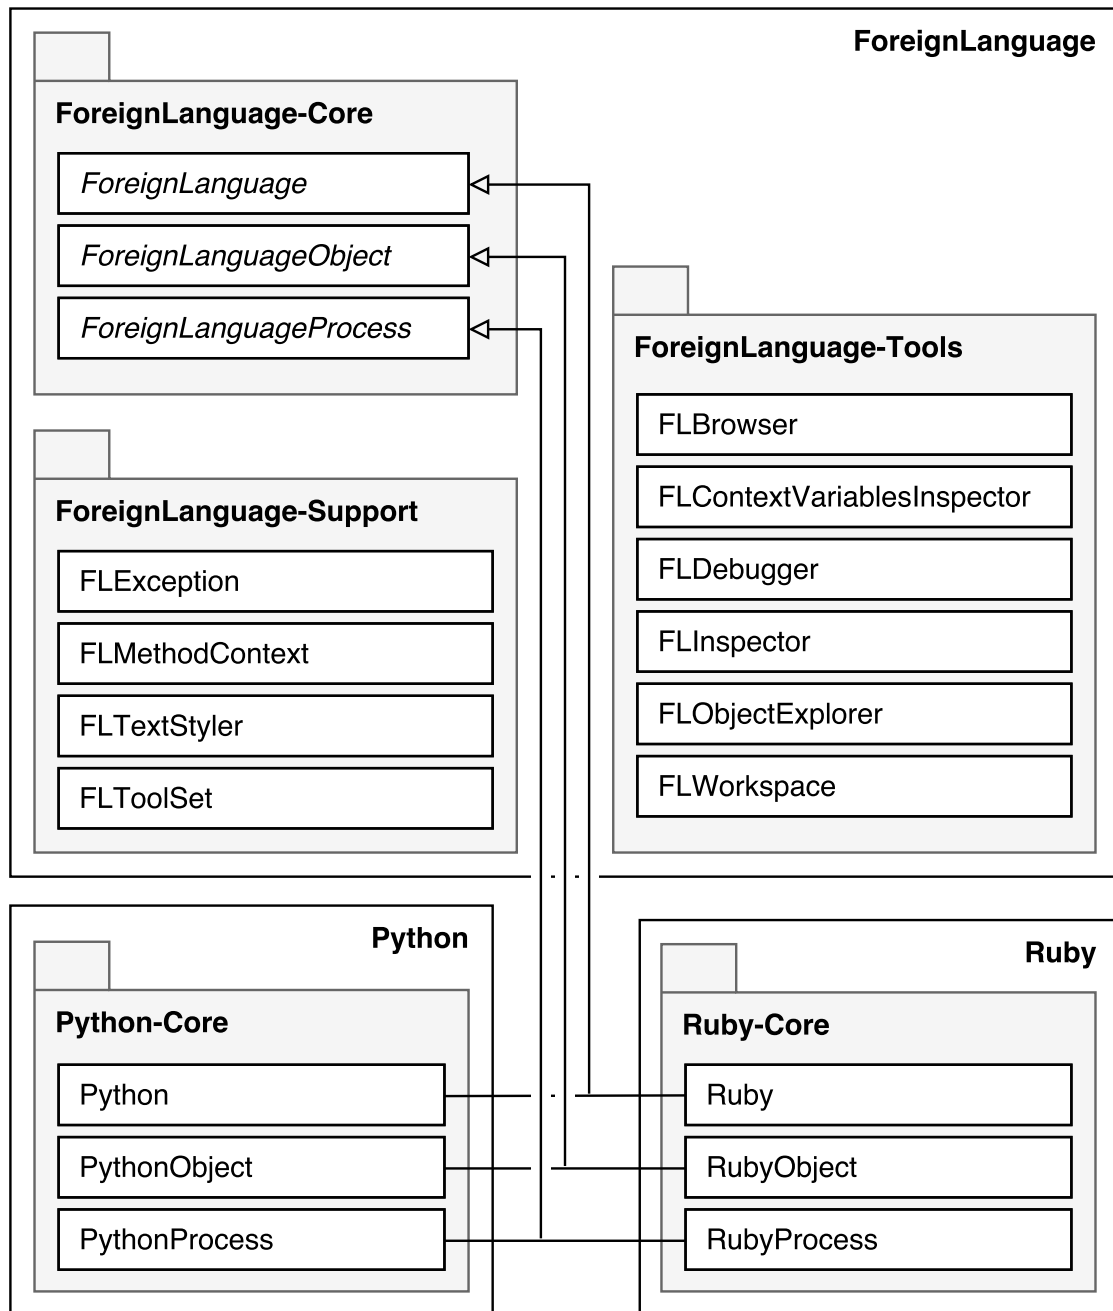 ForeignLanguage
ForeignLanguage-Core
ForeignLanguage
ForeignLanguageObject
ForeignLanguageProcess
ForeignLanguage-Support
FLException
FLMethodContext
FLTextStyler
FLToolSet
ForeignLanguage-Tools
FLBrowser
FLContextVariablesInspector
FLDebugger
FLInspector
FLObjectExplorer
FLWorkspace
Python
Python-Core
Python
PythonObject
PythonProcess
Ruby
Ruby-Core
Ruby
RubyObject
RubyProcess